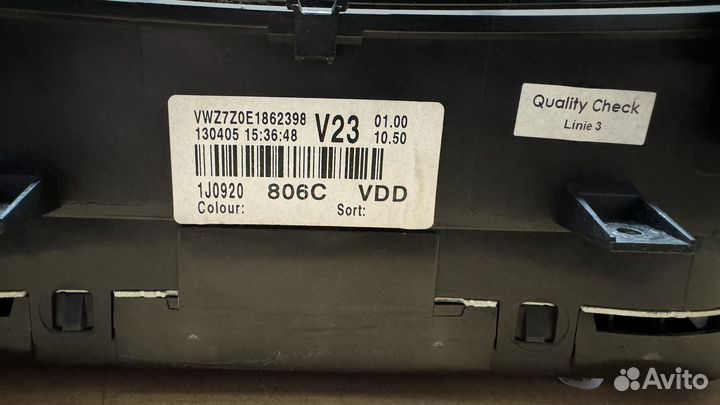 VWZ7Z0E1862398 V23 01.00
130405 15:36:48 10.50
1J0920 806C VDD
Colour: Sort:
Quality Check
Linie 3
Avito